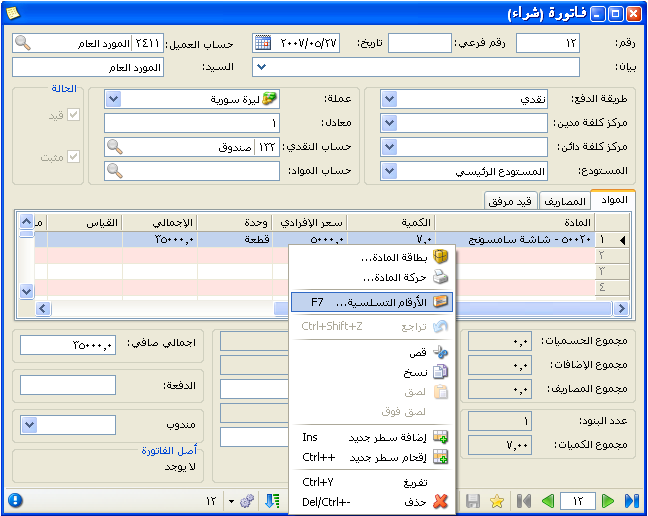 فاتورة (شراء)
رقم: ١٢ رقم فرعي: تاريخ: ٢٠٠٧/٠٥/٢٧ حساب العميل: ٢٤١١ المورد العام
بيان: السيد: المورد العام
طريقة الدفع: نقدي
مركز كلفة مدين:
مركز كلفة دائن:
المستودع: المستودع الرئيسي
عملة: ليرة سورية
معادل: ١
حساب النقدي: ١٣٢ صندوق
حساب المواد:
الحالة
قيد
مثبت
المواد المصاريف قيد مرفق
المادة الكمية سعر الإفرادي وحدة الإجمالي القياس
١ ٥٠٠٢٠ - شاشة سامسونج ٧,٠ ٥٠٠٠,٠ قطعة ٣٥٠٠٠,٠
٢
٣
٤
بطاقة المادة...
حركة المادة...
الأرقام التسلسية... F7
تراجع Ctrl+Shift+Z
قص
نسخ
لصق
لصق فوق
إضافة سطر جديد Ins
إقحام سطر جديد Ctrl++
تفريغ Ctrl+Y
حذف Del/Ctrl+-
مجموع الحسميات: ٠,٠
مجموع الإضافات: ٠,٠
مجموع المصاريف: ٠,٠
عدد البنود: ١
مجموع الكميات: ٧,٠٠
اجمالي صافي: ٣٥٠٠٠,٠
الدفعة:
مندوب
أصل الفاتورة
لا يوجد
١٢ ١٢